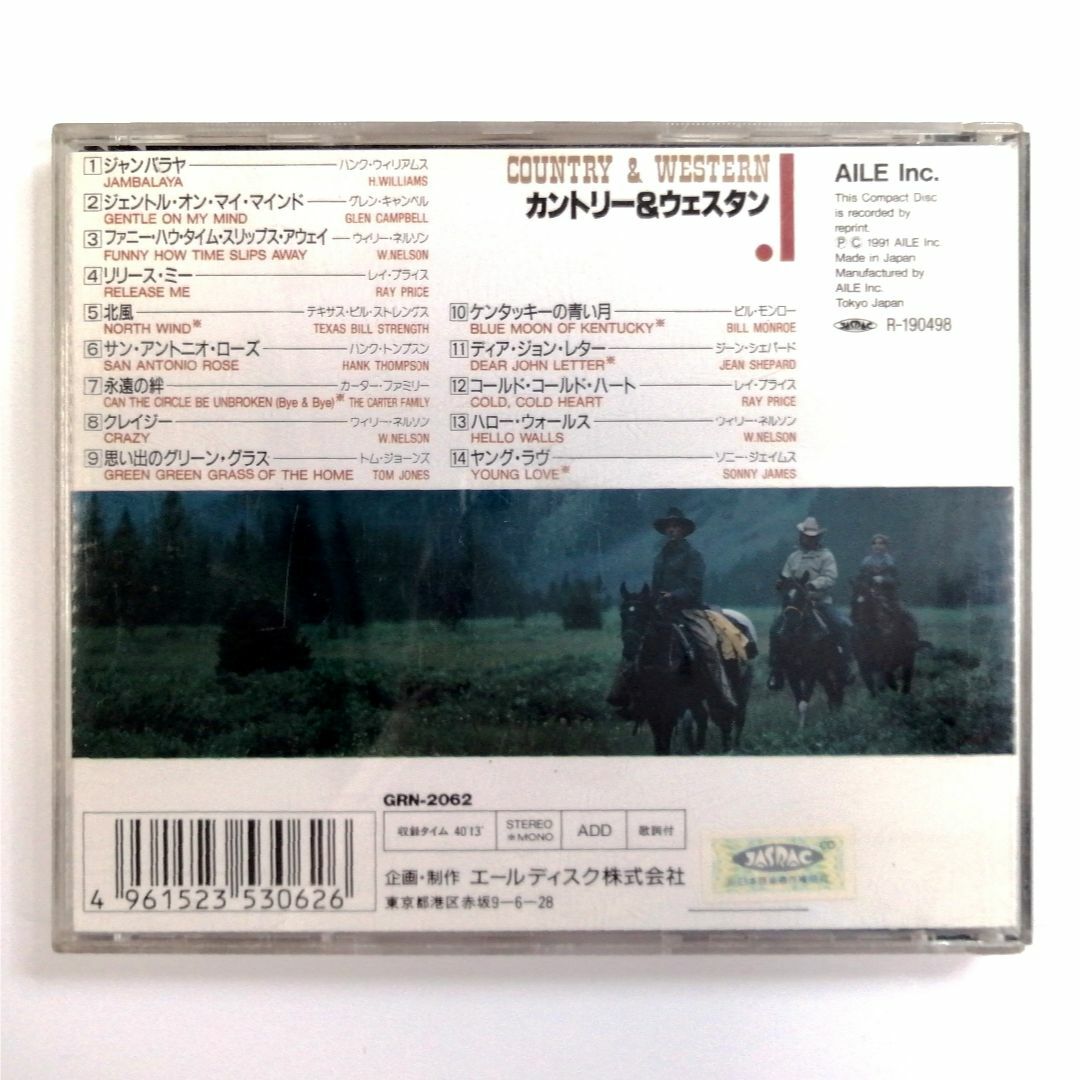 1 ジャンバラヤ ハンク・ウィリアムス
JAMBALAYA H.WILLIAMS
2 ジェントル・オン・マイ・マインド グレン・キャンベル
GENTLE ON MY MIND GLEN CAMPBELL
3 ファニー・ハウ・タイム・スリップス・アウェイ ウィリー・ネルソン
FUNNY HOW TIME SLIPS AWAY W.NELSON
4 リリース・ミー レイ・プライス
RELEASE ME RAY PRICE
5 北風 テキサス・ビル・ストレングス
NORTH WIND※ TEXAS BILL STRENGTH
6 サン・アントニオ・ローズ ハンク・トンプスン
SAN ANTONIO ROSE HANK THOMPSON
7 永遠の絆 カーター・ファミリー
CAN THE CIRCLE BE UNBROKEN (Bye & Bye)※ THE CARTER FAMILY
8 クレイジー ウィリー・ネルソン
CRAZY W.NELSON
9 思い出のグリーン・グラス トム・ジョーンズ
GREEN GREEN GRASS OF THE HOME TOM JONES
COUNTRY & WESTERN
カントリー&ウェスタン
10 ケンタッキーの青い月 ビル・モンロー
BLUE MOON OF KENTUCKY※ BILL MONROE
11 ディア・ジョン・レター ジーン・シェパード
DEAR JOHN LETTER※ JEAN SHEPARD
12 コールド・コールド・ハート レイ・プライス
COLD, COLD HEART RAY PRICE
13 ハロー・ウォールス ウィリー・ネルソン
HELLO WALLS W.NELSON
14 ヤング・ラヴ ソニー・ジェイムス
YOUNG LOVE※ SONNY JAMES
AILE Inc.
This Compact Disc
is recorded by
reprint.
Ⓟ Ⓒ 1991 AILE Inc.
Made in Japan
Manufactured by
AILE Inc.
Tokyo Japan
JASRAC R-190498
GRN-2062
収録タイム 40'13"
STEREO
※MONO
ADD
歌詞付
企画・制作 エールディスク株式会社
東京都港区赤坂9-6-28
4 961523 530626
JASRAC CD